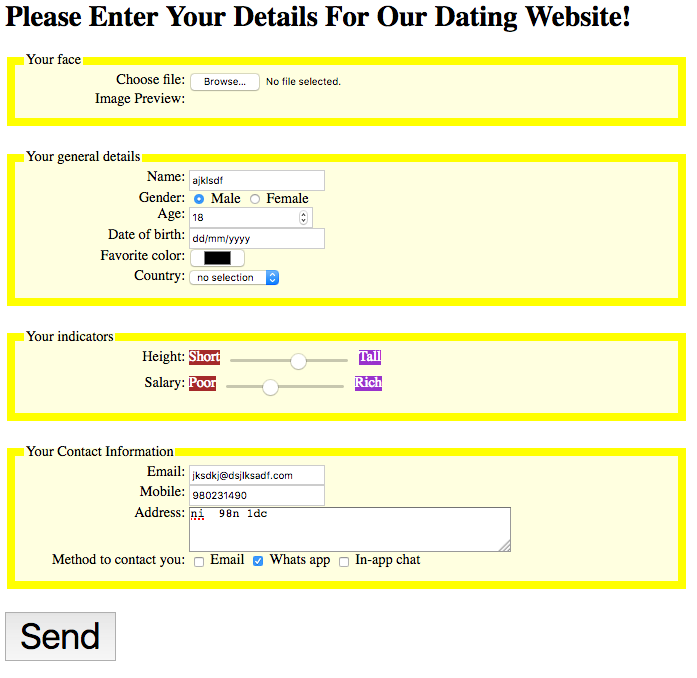 Please Enter Your Details For Our Dating Website!
Your face
Choose file: Browse... No file selected.
Image Preview:
Your general details
Name: ajklsdf
Gender: Male Female
Age: 18
Date of birth: dd/mm/yyyy
Favorite color:
Country: no selection
Your indicators
Height: Short Tall
Salary: Poor Rich
Your Contact Information
Email: jksdkj@dsjlksadf.com
Mobile: 980231490
Address: ni 98n 1dc
Method to contact you: Email Whats app In-app chat
Send